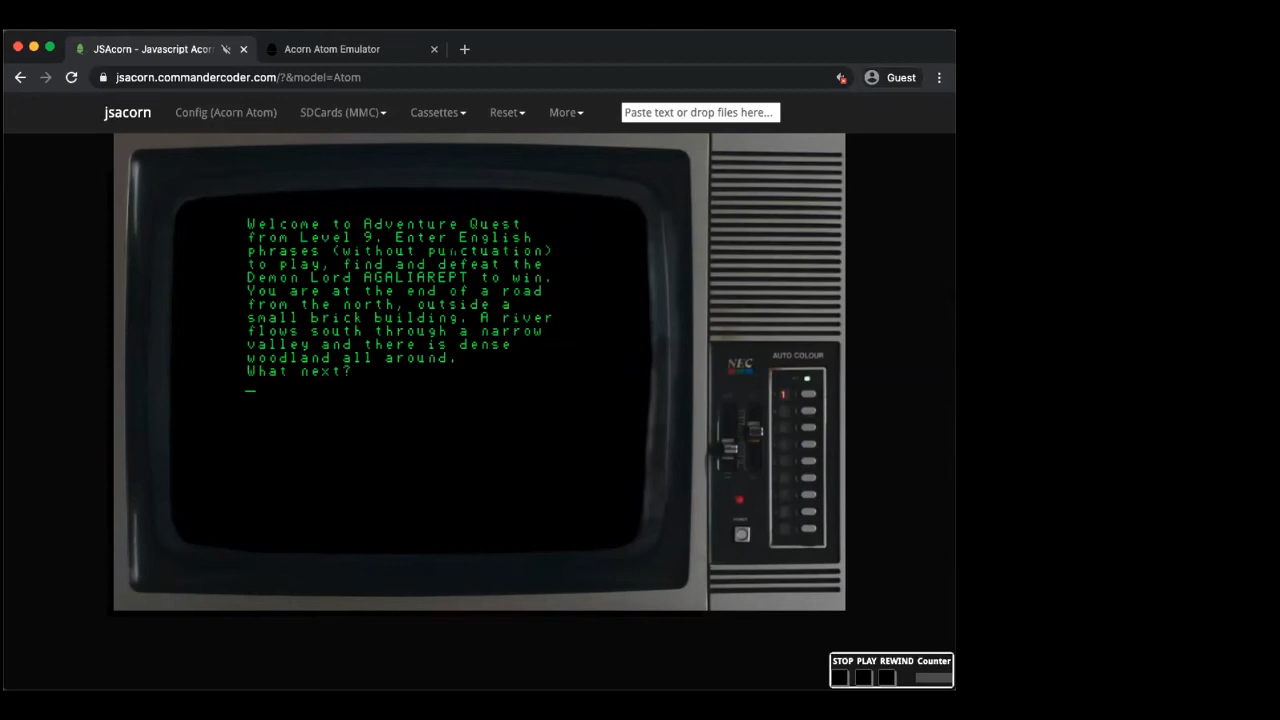 JSAcorn - Javascript Acor
Acorn Atom Emulator
jsacorn.commandercoder.com/?&model=Atom
Guest
jsacorn
Config (Acorn Atom)
SDCards (MMC)
Cassettes
Reset
More
Paste text or drop files here...
Welcome to Adventure Quest
from Level 9. Enter English
phrases (without punctuation)
to play, find and defeat the
Demon Lord AGALIAREPT to win.
You are at the end of a road
from the north, outside a
small brick building. A river
flows south through a narrow
valley and there is dense
woodland all around.
What next?
NEC
AUTO COLOUR
1
STOP PLAY REWIND Counter